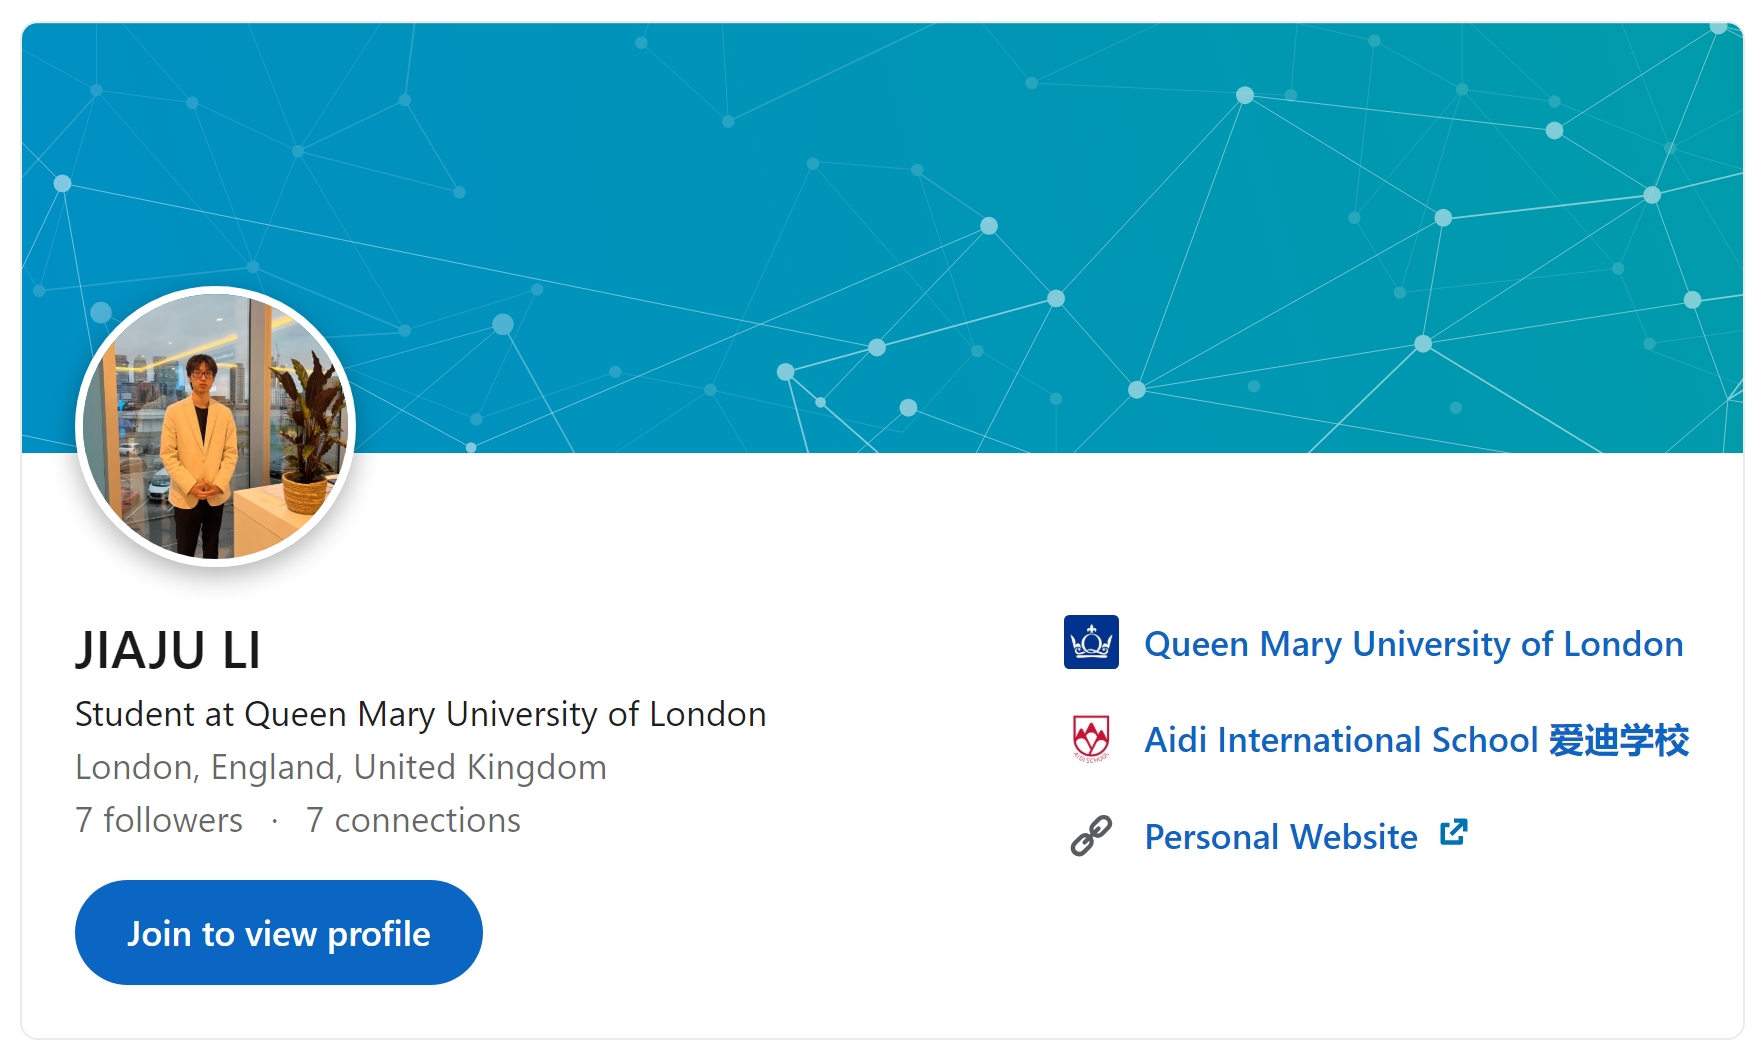 JIAJU LI
Student at Queen Mary University of London
London, England, United Kingdom
7 followers · 7 connections
Join to view profile
Queen Mary University of London
Aidi International School 爱迪学校
Personal Website